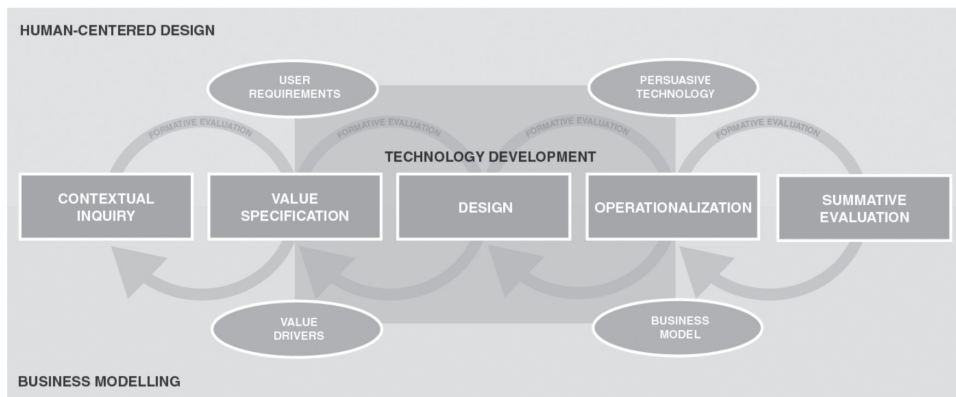 HUMAN-CENTERED DESIGN
USER
REQUIREMENTS
PERSUASIVE
TECHNOLOGY
FORMATIVE EVALUATION
FORMATIVE EVALUATION
FORMATIVE EVALUATION
FORMATIVE EVALUATION
TECHNOLOGY DEVELOPMENT
CONTEXTUAL
INQUIRY
VALUE
SPECIFICATION
DESIGN
OPERATIONALIZATION
SUMMATIVE
EVALUATION
VALUE
DRIVERS
BUSINESS
MODEL
BUSINESS MODELLING